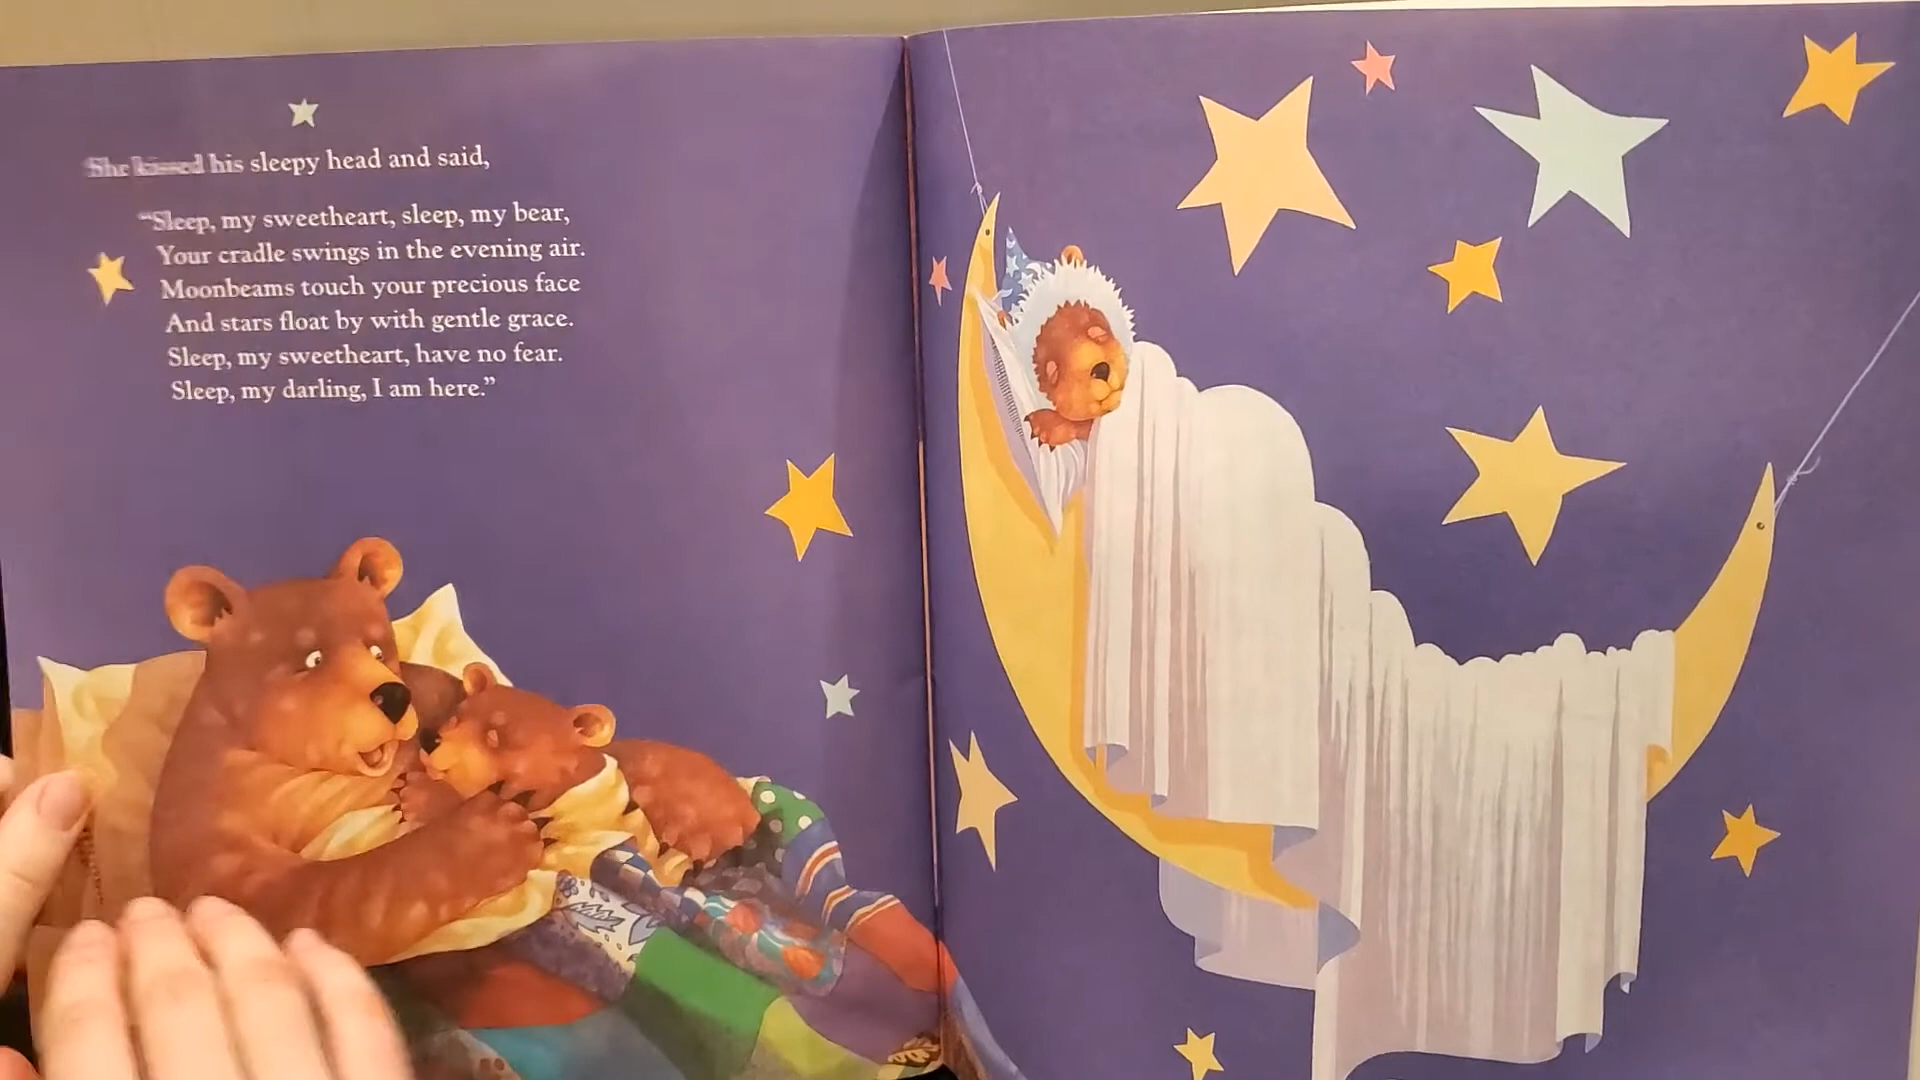 She kissed his sleepy head and said,
“Sleep, my sweetheart, sleep, my bear,
Your cradle swings in the evening air.
Moonbeams touch your precious face
And stars float by with gentle grace.
Sleep, my sweetheart, have no fear.
Sleep, my darling, I am here.”